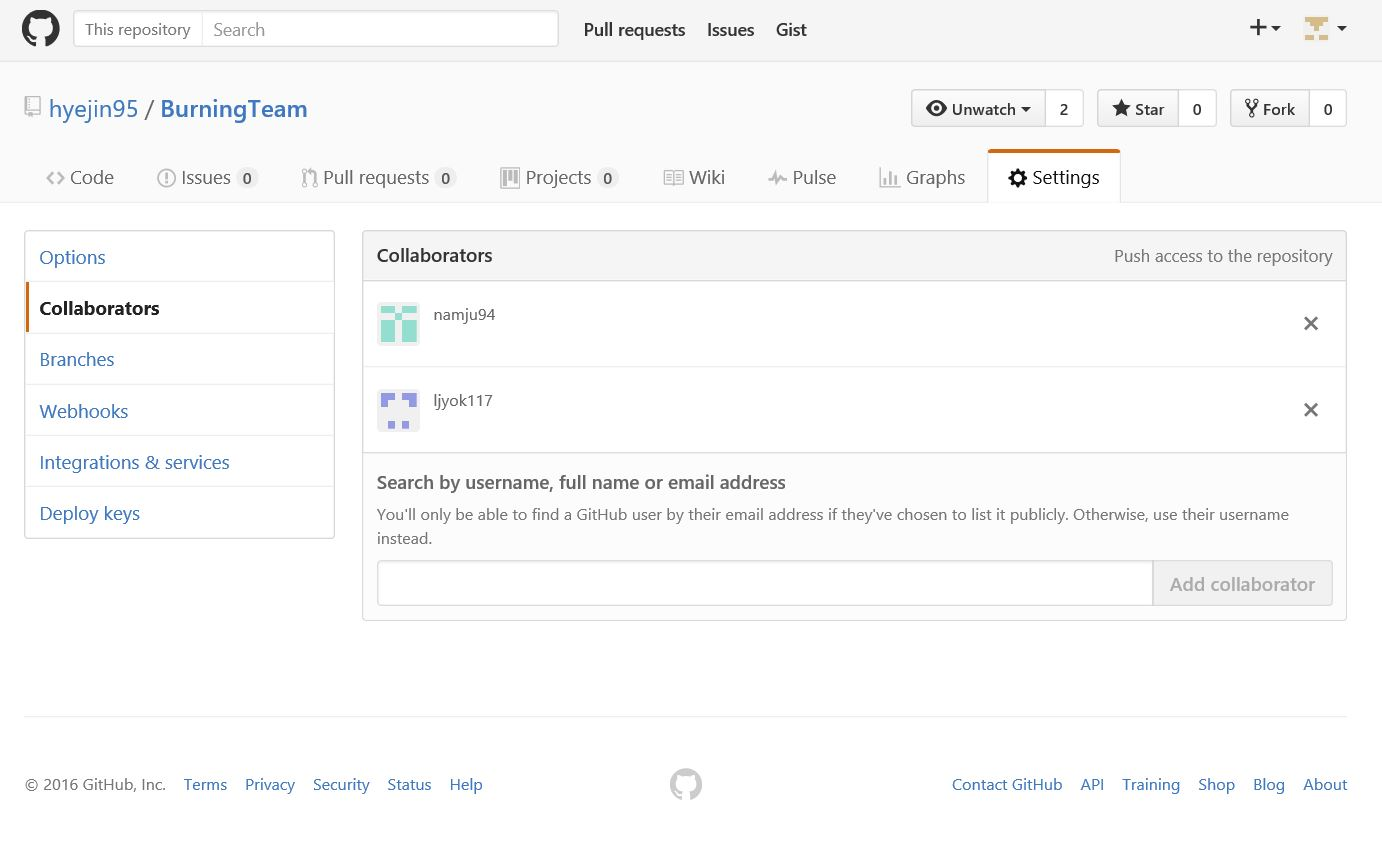 This repository Search Pull requests Issues Gist
hyejin95 / BurningTeam Unwatch 2 Star 0 Fork 0
Code Issues 0 Pull requests 0 Projects 0 Wiki Pulse Graphs Settings
Options
Collaborators
Branches
Webhooks
Integrations & services
Deploy keys
Collaborators Push access to the repository
namju94
ljyok117
Search by username, full name or email address
You'll only be able to find a GitHub user by their email address if they've chosen to list it publicly. Otherwise, use their username
instead.
Add collaborator
© 2016 GitHub, Inc. Terms Privacy Security Status Help Contact GitHub API Training Shop Blog About